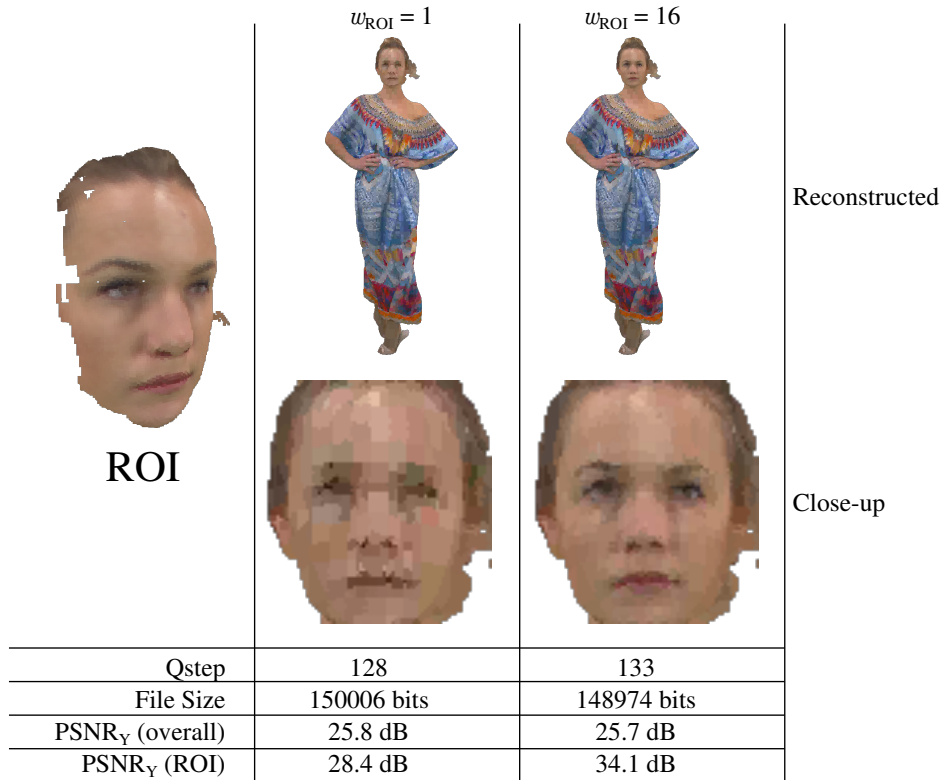 w_ROI = 1 w_ROI = 16
Reconstructed
ROI
Close-up
Qstep 128 133
File Size 150006 bits 148974 bits
PSNR_Y (overall) 25.8 dB 25.7 dB
PSNR_Y (ROI) 28.4 dB 34.1 dB